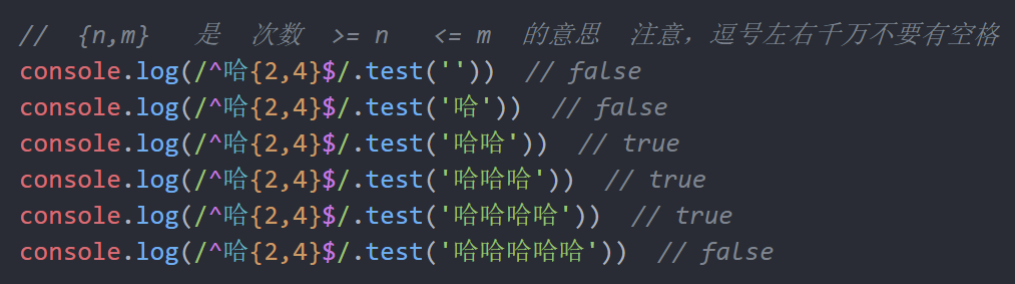 //  {n,m}   是  次数  >= n   <= m  的意思  注意，逗号左右千万不要有空格
console.log(/^哈{2,4}$/.test(''))  // false
console.log(/^哈{2,4}$/.test('哈'))  // false
console.log(/^哈{2,4}$/.test('哈哈'))  // true
console.log(/^哈{2,4}$/.test('哈哈哈'))  // true
console.log(/^哈{2,4}$/.test('哈哈哈哈'))  // true
console.log(/^哈{2,4}$/.test('哈哈哈哈哈'))  // false